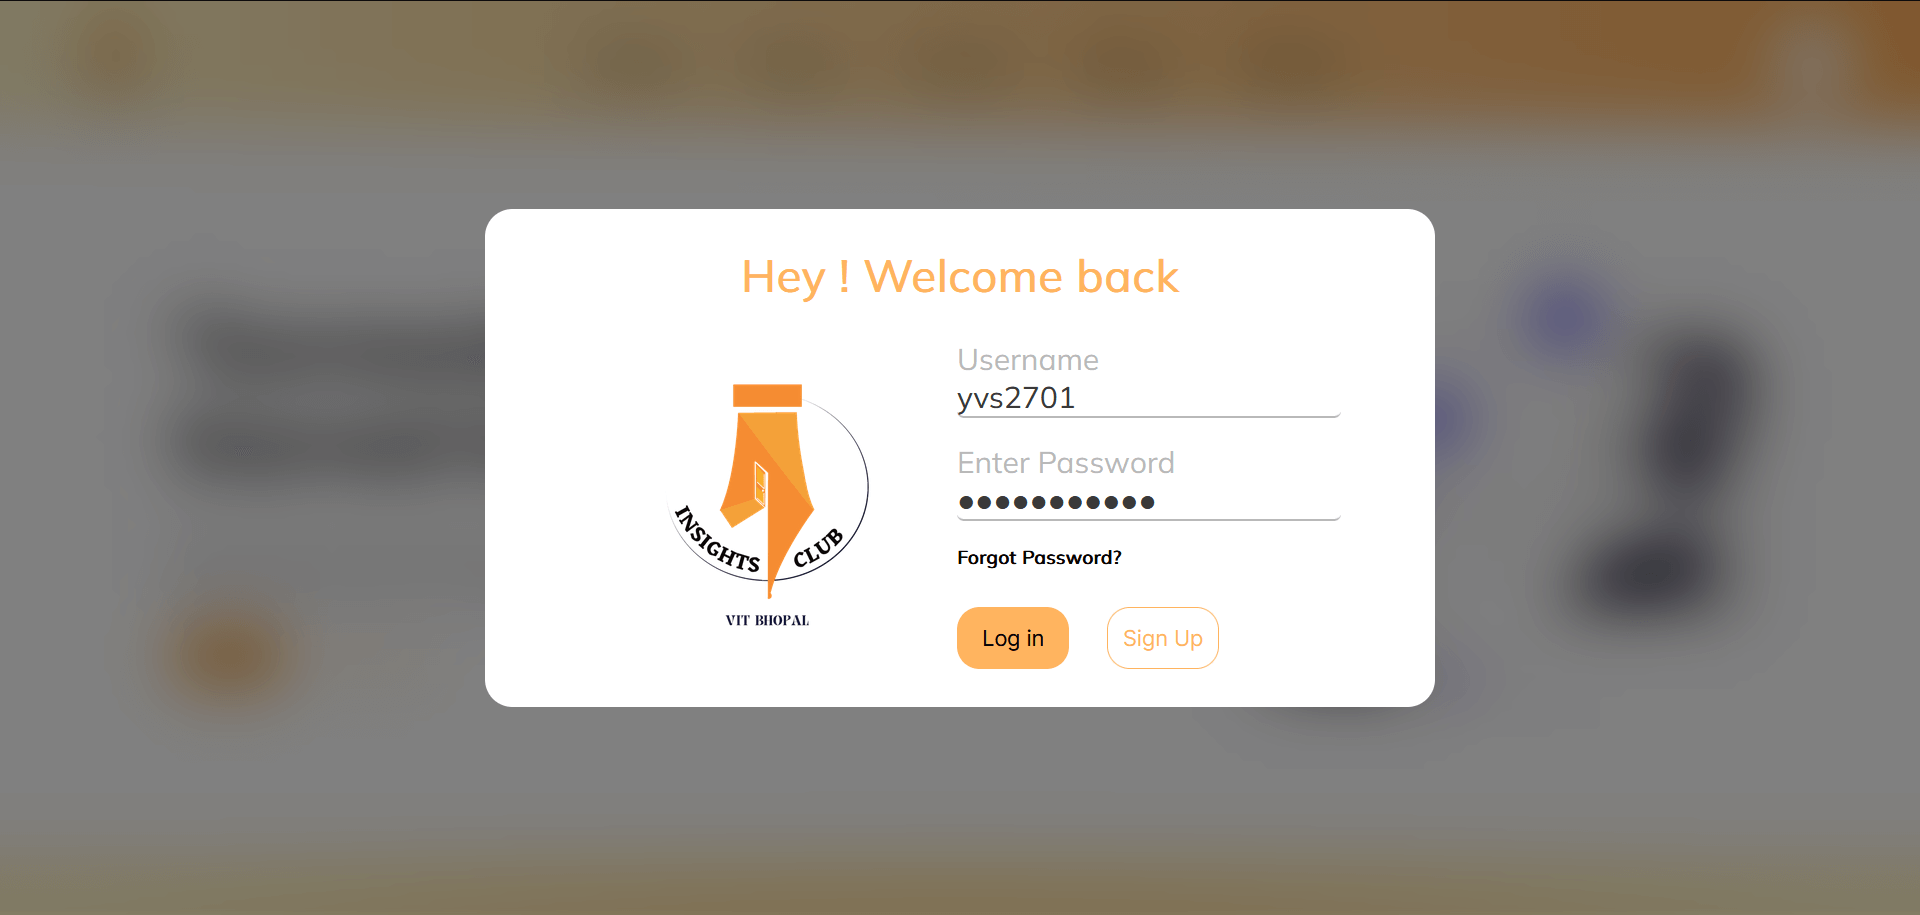 Hey ! Welcome back
Username
yvs2701
Enter Password
●●●●●●●●●●●
Forgot Password?
Log in
Sign Up
INSIGHTS CLUB
VIT BHOPAL